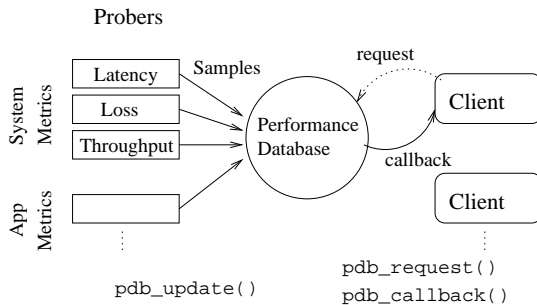 Probers
System
Metrics
Latency
Loss
Throughput
Samples
App
Metrics
Performance
Database
request
callback
Client
Client
pdb_update()
pdb_request()
pdb_callback()